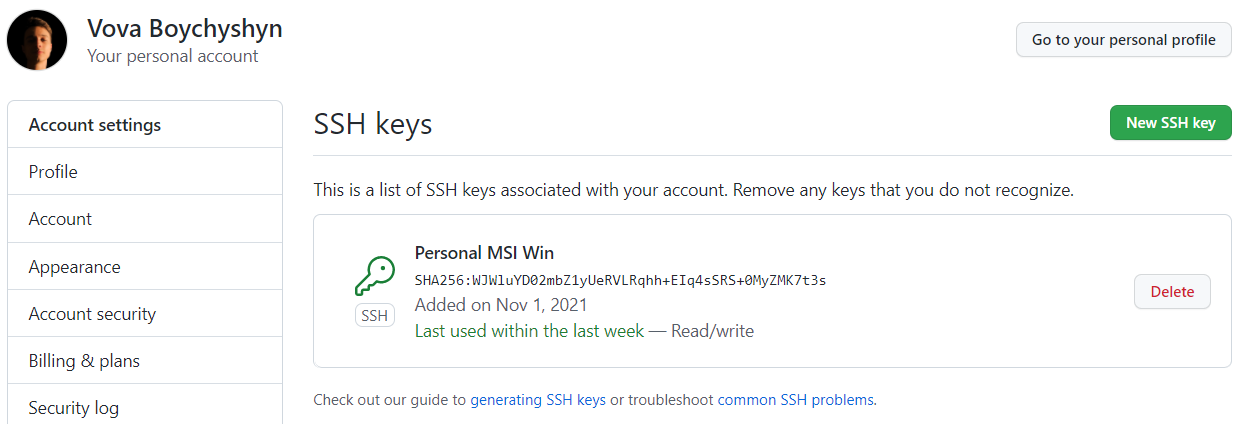 Vova Boychyshyn
Your personal account
Go to your personal profile
Account settings
Profile
Account
Appearance
Account security
Billing & plans
Security log
SSH keys
New SSH key
This is a list of SSH keys associated with your account. Remove any keys that you do not recognize.
Personal MSI Win
SHA256:WJWluYD02mbZ1yUeRVLRqhh+EIq4sSRS+0MyZMK7t3s
Added on Nov 1, 2021
Last used within the last week — Read/write
SSH
Delete
Check out our guide to generating SSH keys or troubleshoot common SSH problems.